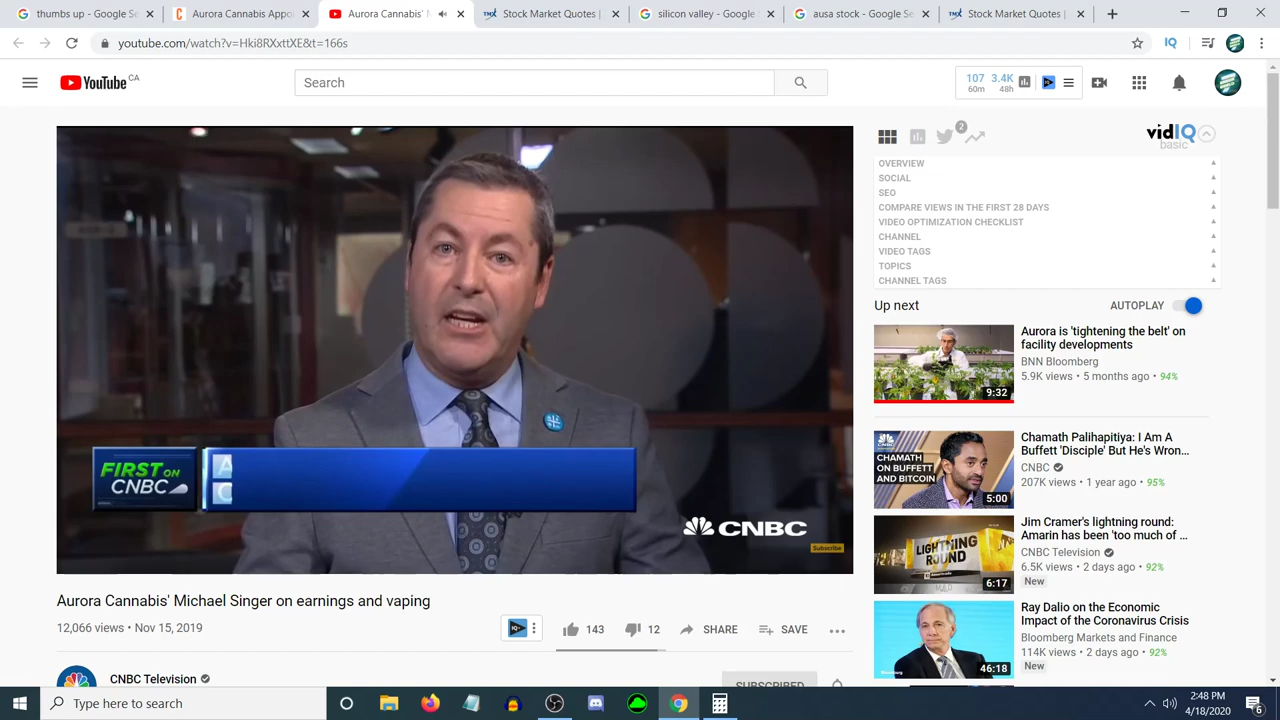 thumbs up - Google
Aurora Cannabis Appo
Aurora Cannabis' M
Stock Market Quotes
silicon valley - Google
ausa stock - Google Se
TMX Stock Market Quotes
youtube.com/watch?v=Hki8RXxttXE&t=166s
IQ
YouTube CA
Search
107 3.4K
60m 48h
2
vidIQ
basic
OVERVIEW
SOCIAL
SEO
COMPARE VIEWS IN THE FIRST 28 DAYS
VIDEO OPTIMIZATION CHECKLIST
CHANNEL
VIDEO TAGS
TOPICS
CHANNEL TAGS
Up next
AUTOPLAY
Aurora is 'tightening the belt' on
facility developments
BNN Bloomberg
5.9K views • 5 months ago • 94%
9:32
Chamath Palihapitiya: I Am A
Buffett 'Disciple' But He's Wron...
CNBC
207K views • 1 year ago • 95%
CHAMATH
ON BUFFETT
AND BITCOIN
5:00
Jim Cramer's lightning round:
Amarin has been 'too much of ...
CNBC Television
6.5K views • 2 days ago • 92%
New
LIGHTNING
ROUND
6:17
Ray Dalio on the Economic
Impact of the Coronavirus Crisis
Bloomberg Markets and Finance
114K views • 2 days ago • 92%
New
46:18
FIRST ON
CNBC
CNBC
Subscribe
Aurora Cannabis' Michael Singer on earnings and vaping
12,066 views • Nov 15, 2019
143
12
SHARE
SAVE
CNBC Television
SUBSCRIBED
Type here to search
2:48 PM
4/18/2020
6